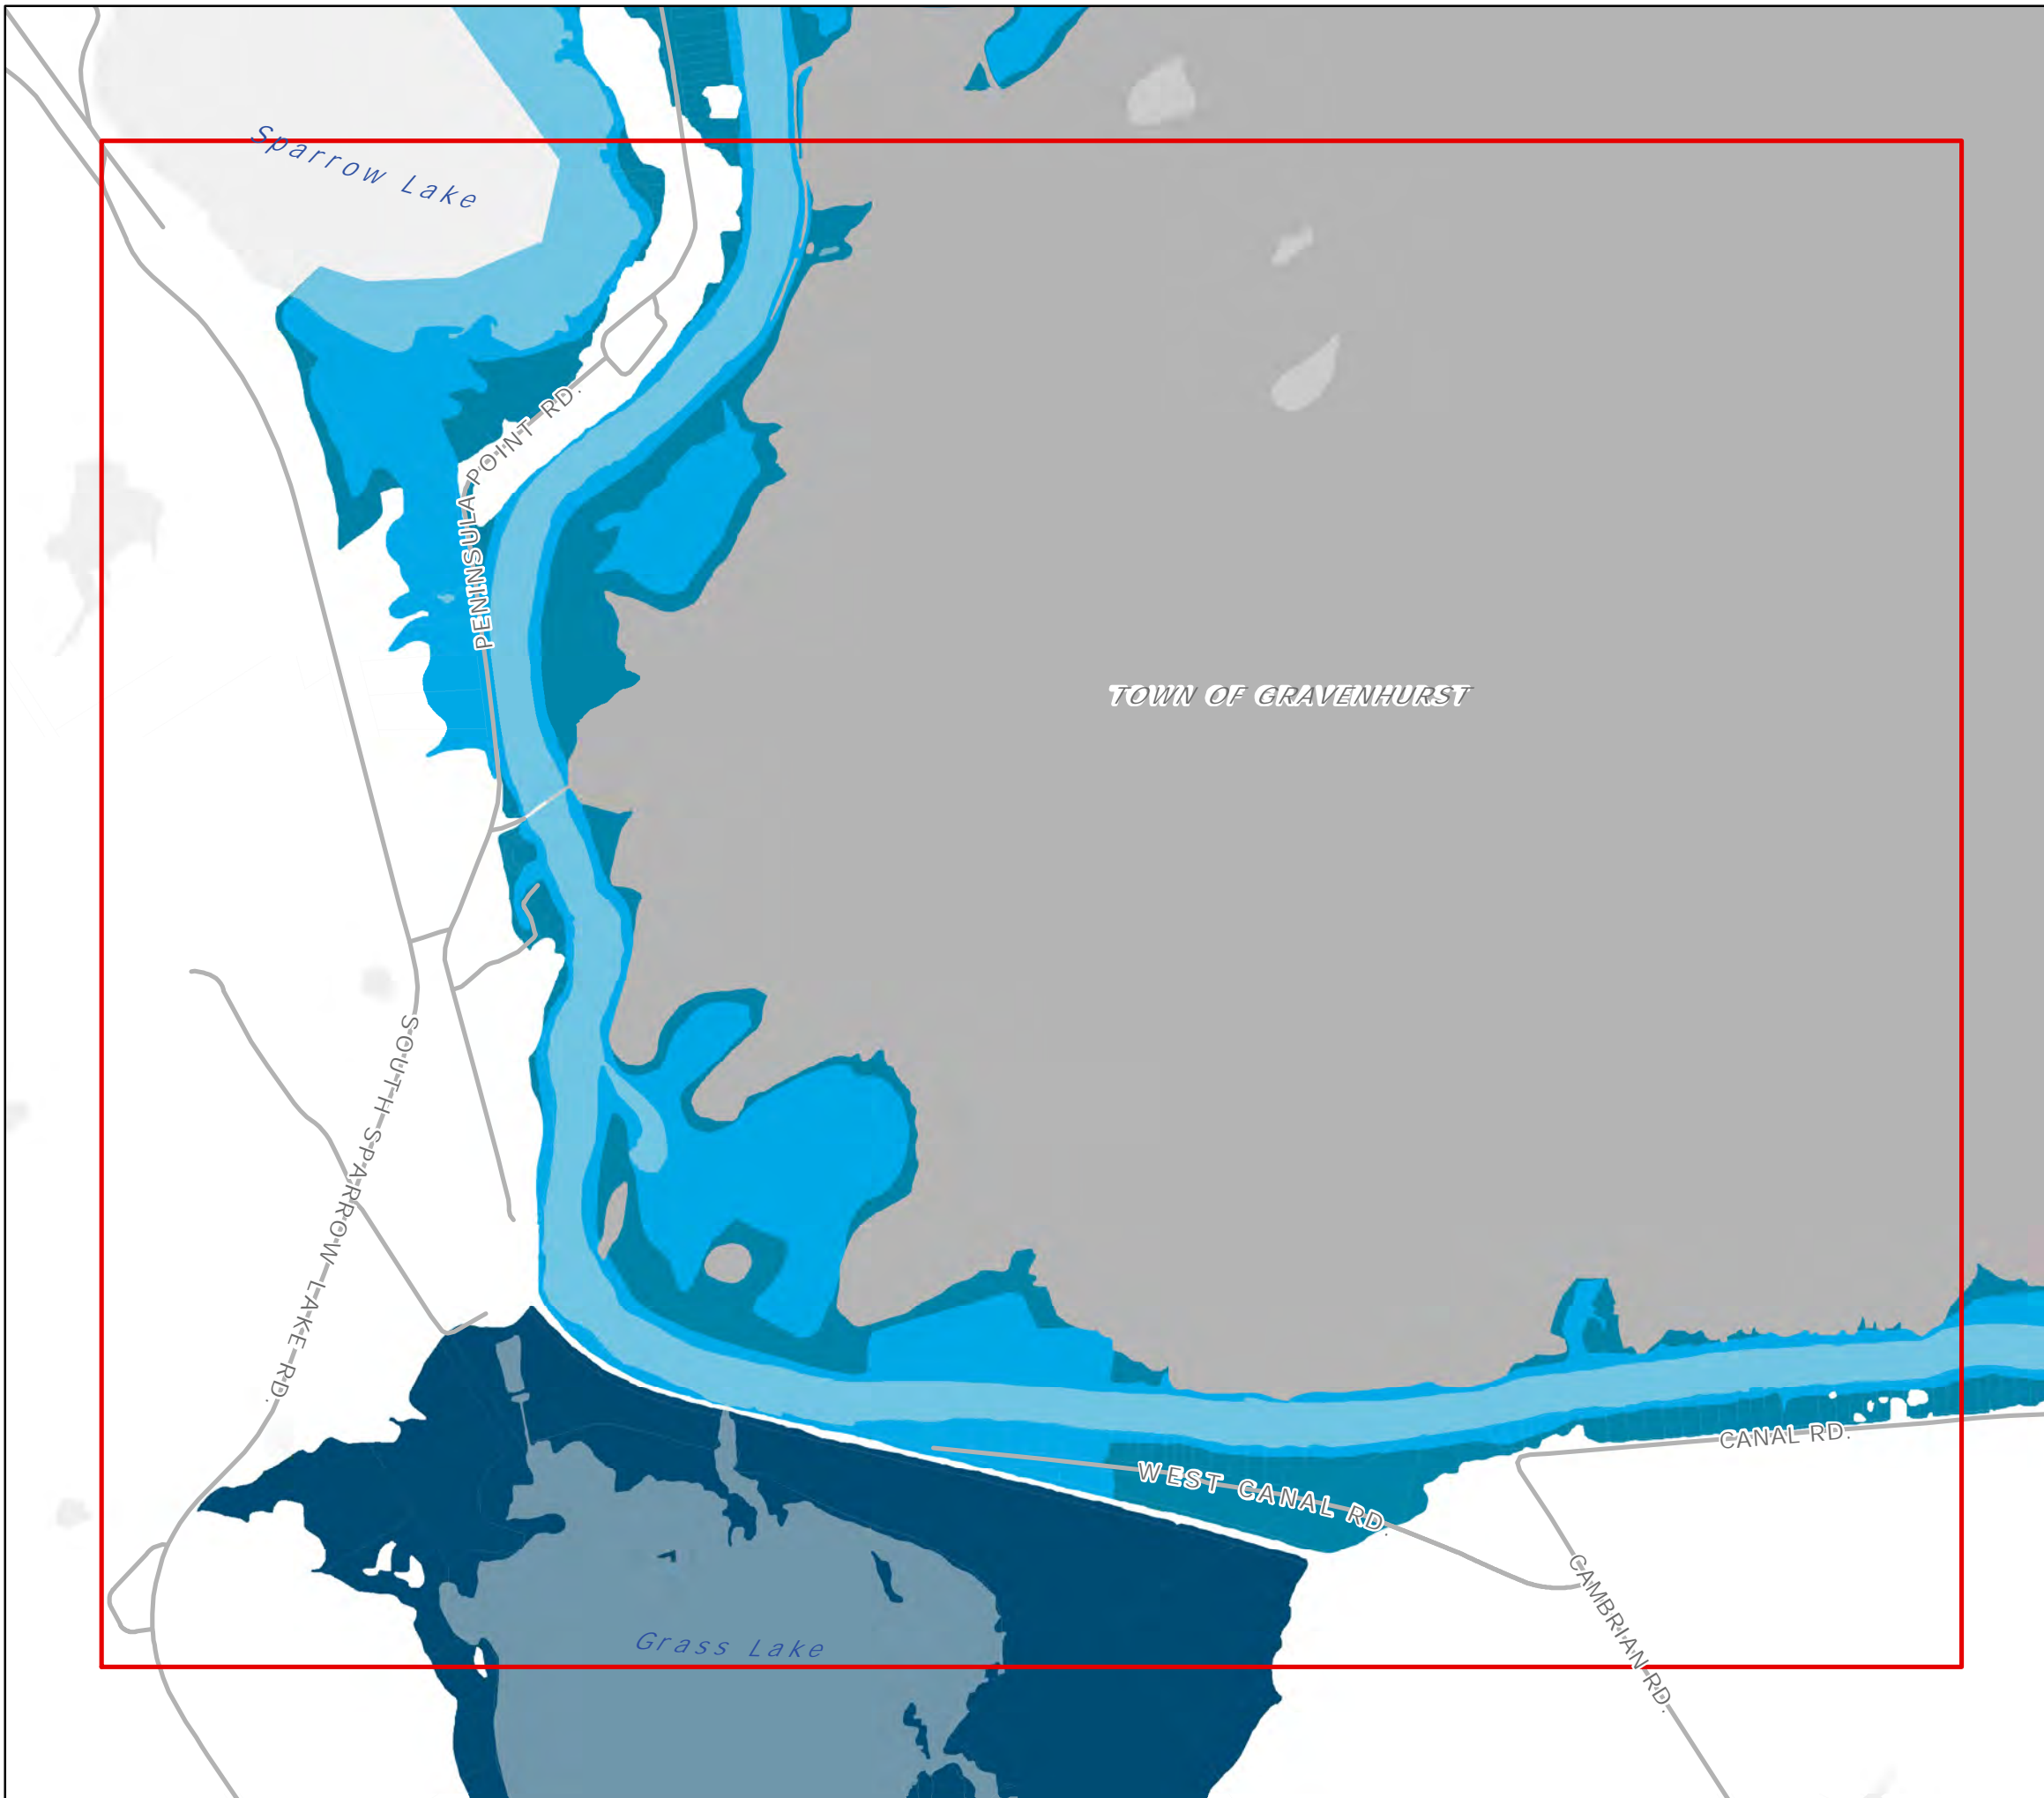 Sparrow Lake
PENINSULA POINT RD.
TOWN OF GRAVENHURST
SOUTH SPARROW LAKE RD.
CANAL RD.
WEST CANAL RD.
CAMBRIAN RD.
Grass Lake